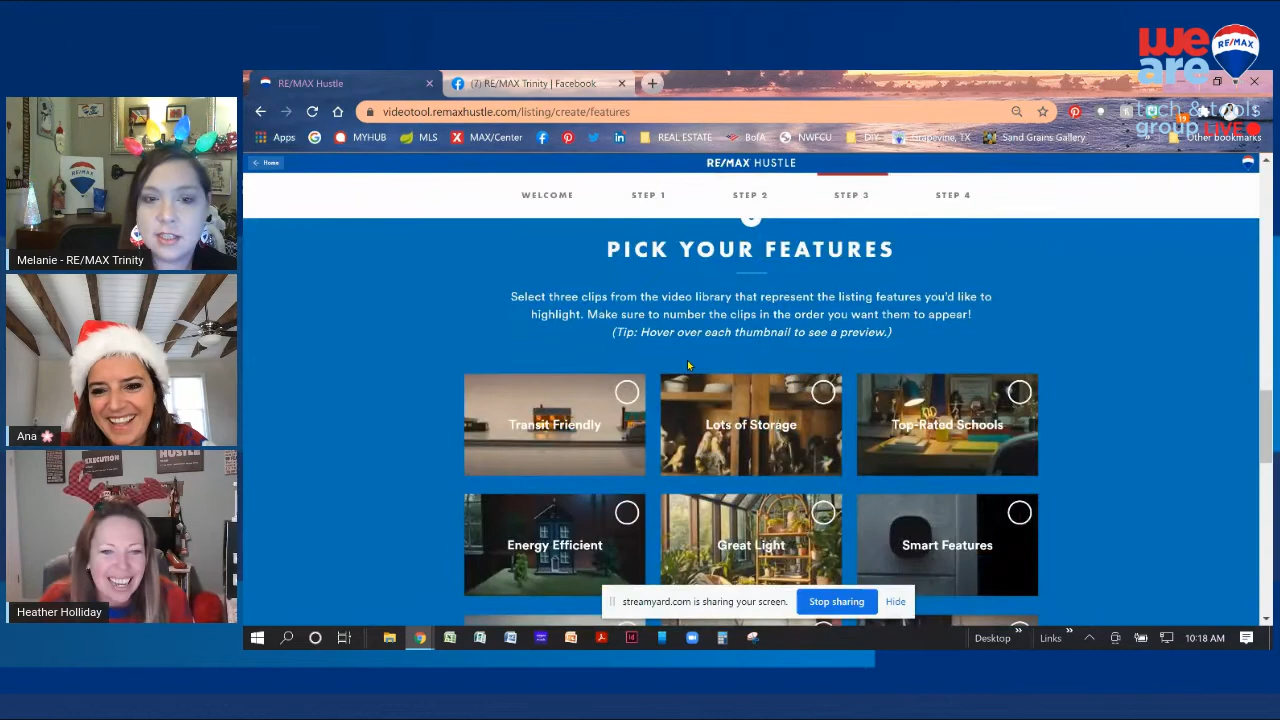 we
are
RE/MAX
tech & tools
group LIVE
RE/MAX Hustle
(7) RE/MAX Trinity | Facebook
videotool.remaxhustle.com/listing/create/features
Apps
MYHUB
MLS
MAX/Center
REAL ESTATE
BofA
NWFCU
DIY
Grapevine, TX
Sand Grains Gallery
Other bookmarks
19
Home
RE/MAX HUSTLE
WELCOME
STEP 1
STEP 2
STEP 3
STEP 4
PICK YOUR FEATURES
Select three clips from the video library that represent the listing features you'd like to
highlight. Make sure to number the clips in the order you want them to appear!
(Tip: Hover over each thumbnail to see a preview.)
Transit Friendly
Lots of Storage
Top-Rated Schools
Energy Efficient
Great Light
Smart Features
streamyard.com is sharing your screen.
Stop sharing
Hide
Desktop
Links
10:18 AM
RE/MAX
Melanie - RE/MAX Trinity
Ana
EXECUTION
HUSTLE
Heather Holliday